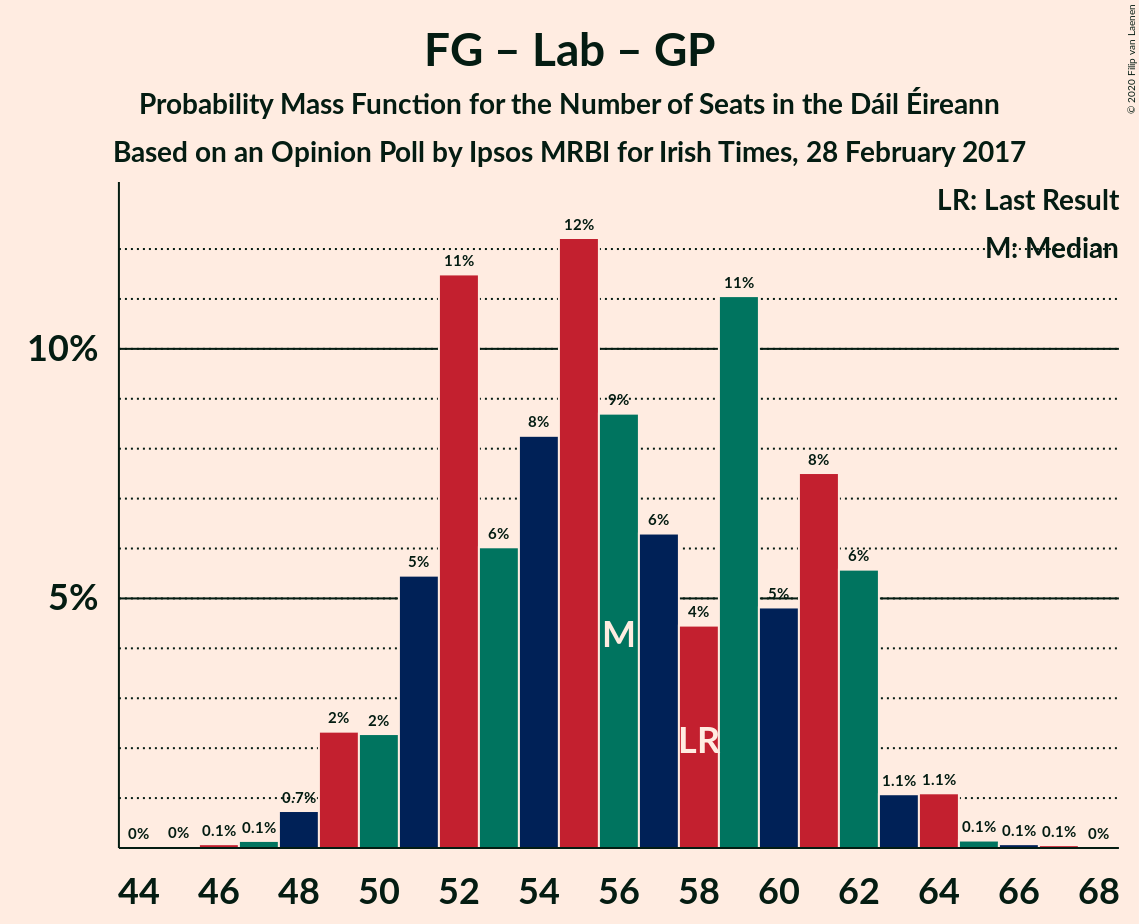 FG – Lab – GP
Probability Mass Function for the Number of Seats in the Dáil Éireann
Based on an Opinion Poll by Ipsos MRBI for Irish Times, 28 February 2017
© 2020 Filip van Laenen
LR: Last Result
M: Median
10%
5%
0% 0% 0.1% 0.1% 0.7% 2% 2% 5% 11% 6% 8% 12% 9% 6% 4% 11% 5% 8% 6% 1.1% 1.1% 0.1% 0.1% 0.1% 0%
M
LR
44 46 48 50 52 54 56 58 60 62 64 66 68